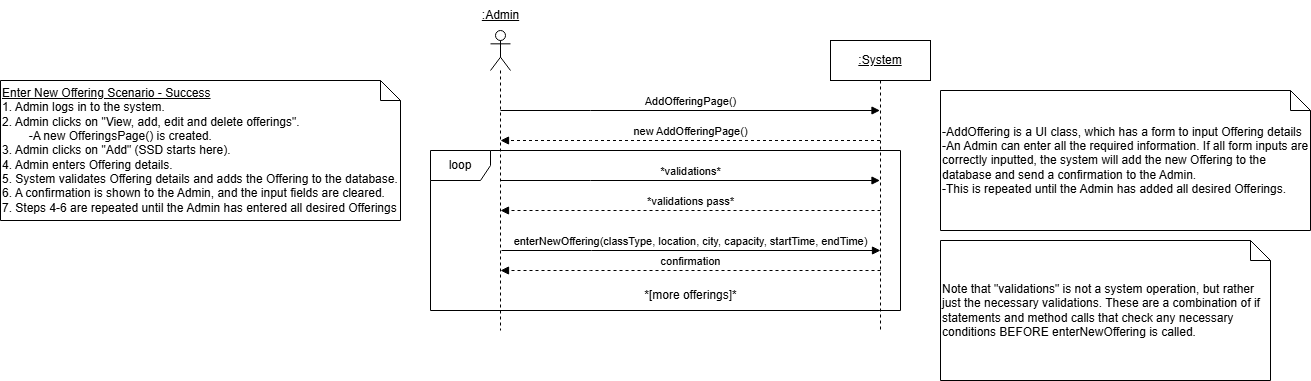 :Admin
:System
Enter New Offering Scenario - Success
1. Admin logs in to the system.
2. Admin clicks on "View, add, edit and delete offerings".
-A new OfferingsPage() is created.
3. Admin clicks on "Add" (SSD starts here).
4. Admin enters Offering details.
5. System validates Offering details and adds the Offering to the database.
6. A confirmation is shown to the Admin, and the input fields are cleared.
7. Steps 4-6 are repeated until the Admin has entered all desired Offerings
AddOfferingPage()
new AddOfferingPage()
loop
*validations*
*validations pass*
enterNewOffering(classType, location, city, capacity, startTime, endTime)
confirmation
*[more offerings]*
-AddOffering is a UI class, which has a form to input Offering details
-An Admin can enter all the required information. If all form inputs are
correctly inputted, the system will add the new Offering to the
database and send a confirmation to the Admin.
-This is repeated until the Admin has added all desired Offerings.
Note that "validations" is not a system operation, but rather
just the necessary validations. These are a combination of if
statements and method calls that check any necessary
conditions BEFORE enterNewOffering is called.